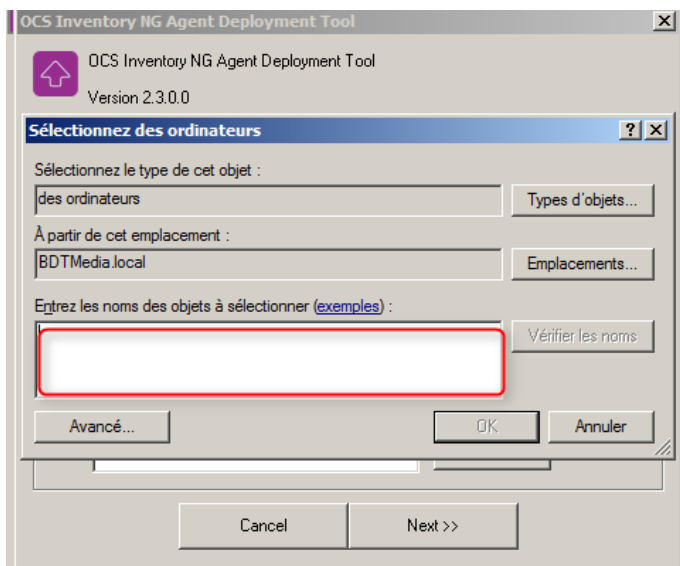 OCS Inventory NG Agent Deployment Tool
OCS Inventory NG Agent Deployment Tool
Version 2.3.0.0
Sélectionnez des ordinateurs
Sélectionnez le type de cet objet :
des ordinateurs
Types d'objets...
À partir de cet emplacement :
BDTMedia.local
Emplacements...
Entrez les noms des objets à sélectionner (exemples) :
Vérifier les noms
Avancé...
OK
Annuler
Cancel
Next >>